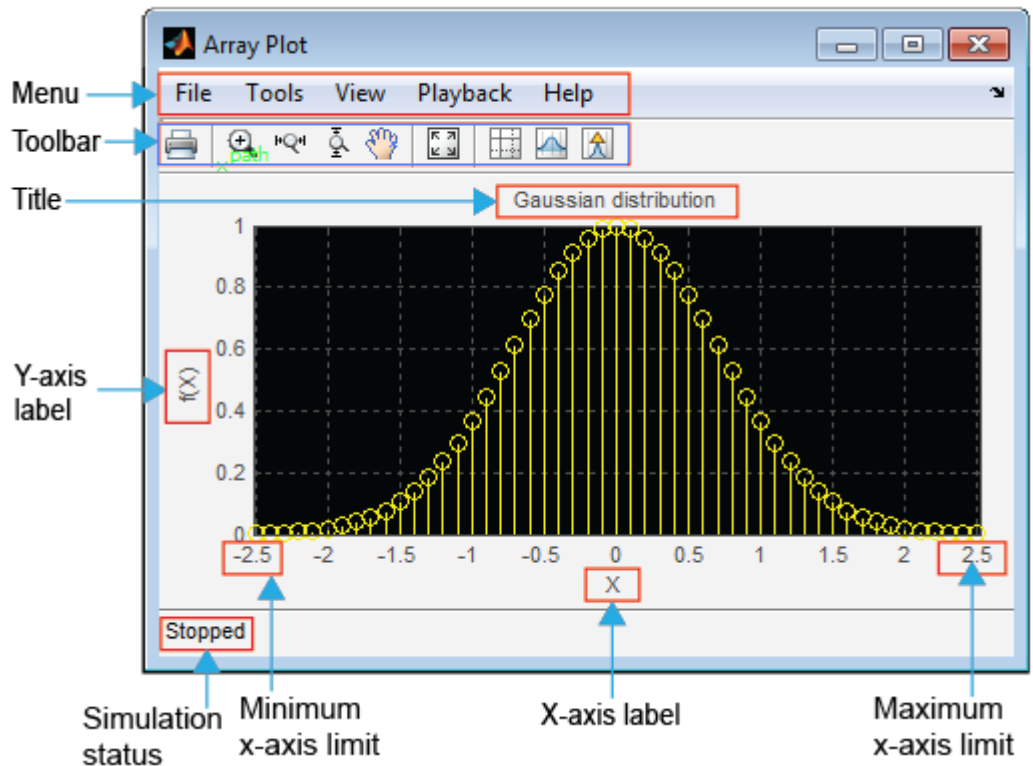 Array Plot
Menu
File Tools View Playback Help
Toolbar
path
Title
Gaussian distribution
1
0.8
0.6
0.4
0.2
0
Y-axis
label
f(X)
-2.5 -2 -1.5 -1 -0.5 0 0.5 1 1.5 2 2.5
X
Stopped
Simulation
status
Minimum
x-axis limit
X-axis label
Maximum
x-axis limit